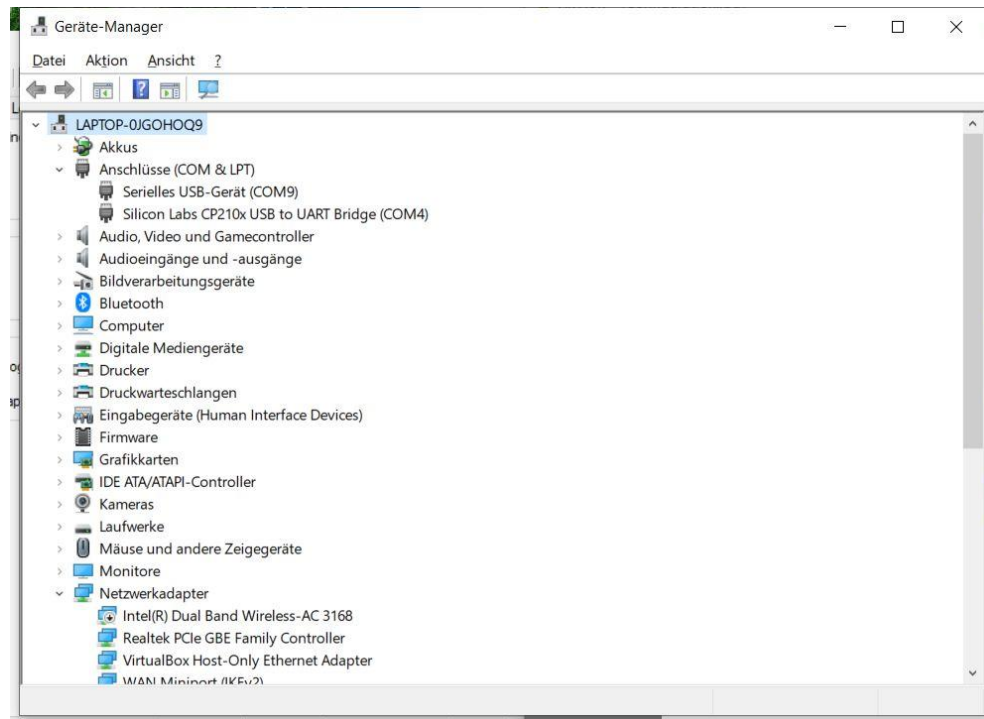 Geräte-Manager
Datei Aktion Ansicht ?
LAPTOP-0JGOHOQ9
Akkus
Anschlüsse (COM & LPT)
Serielles USB-Gerät (COM9)
Silicon Labs CP210x USB to UART Bridge (COM4)
Audio, Video und Gamecontroller
Audioeingänge und -ausgänge
Bildverarbeitungsgeräte
Bluetooth
Computer
Digitale Mediengeräte
Drucker
Druckwarteschlangen
Eingabegeräte (Human Interface Devices)
Firmware
Grafikkarten
IDE ATA/ATAPI-Controller
Kameras
Laufwerke
Mäuse und andere Zeigegeräte
Monitore
Netzwerkadapter
Intel(R) Dual Band Wireless-AC 3168
Realtek PCIe GBE Family Controller
VirtualBox Host-Only Ethernet Adapter
WAN Miniport (IKEv2)